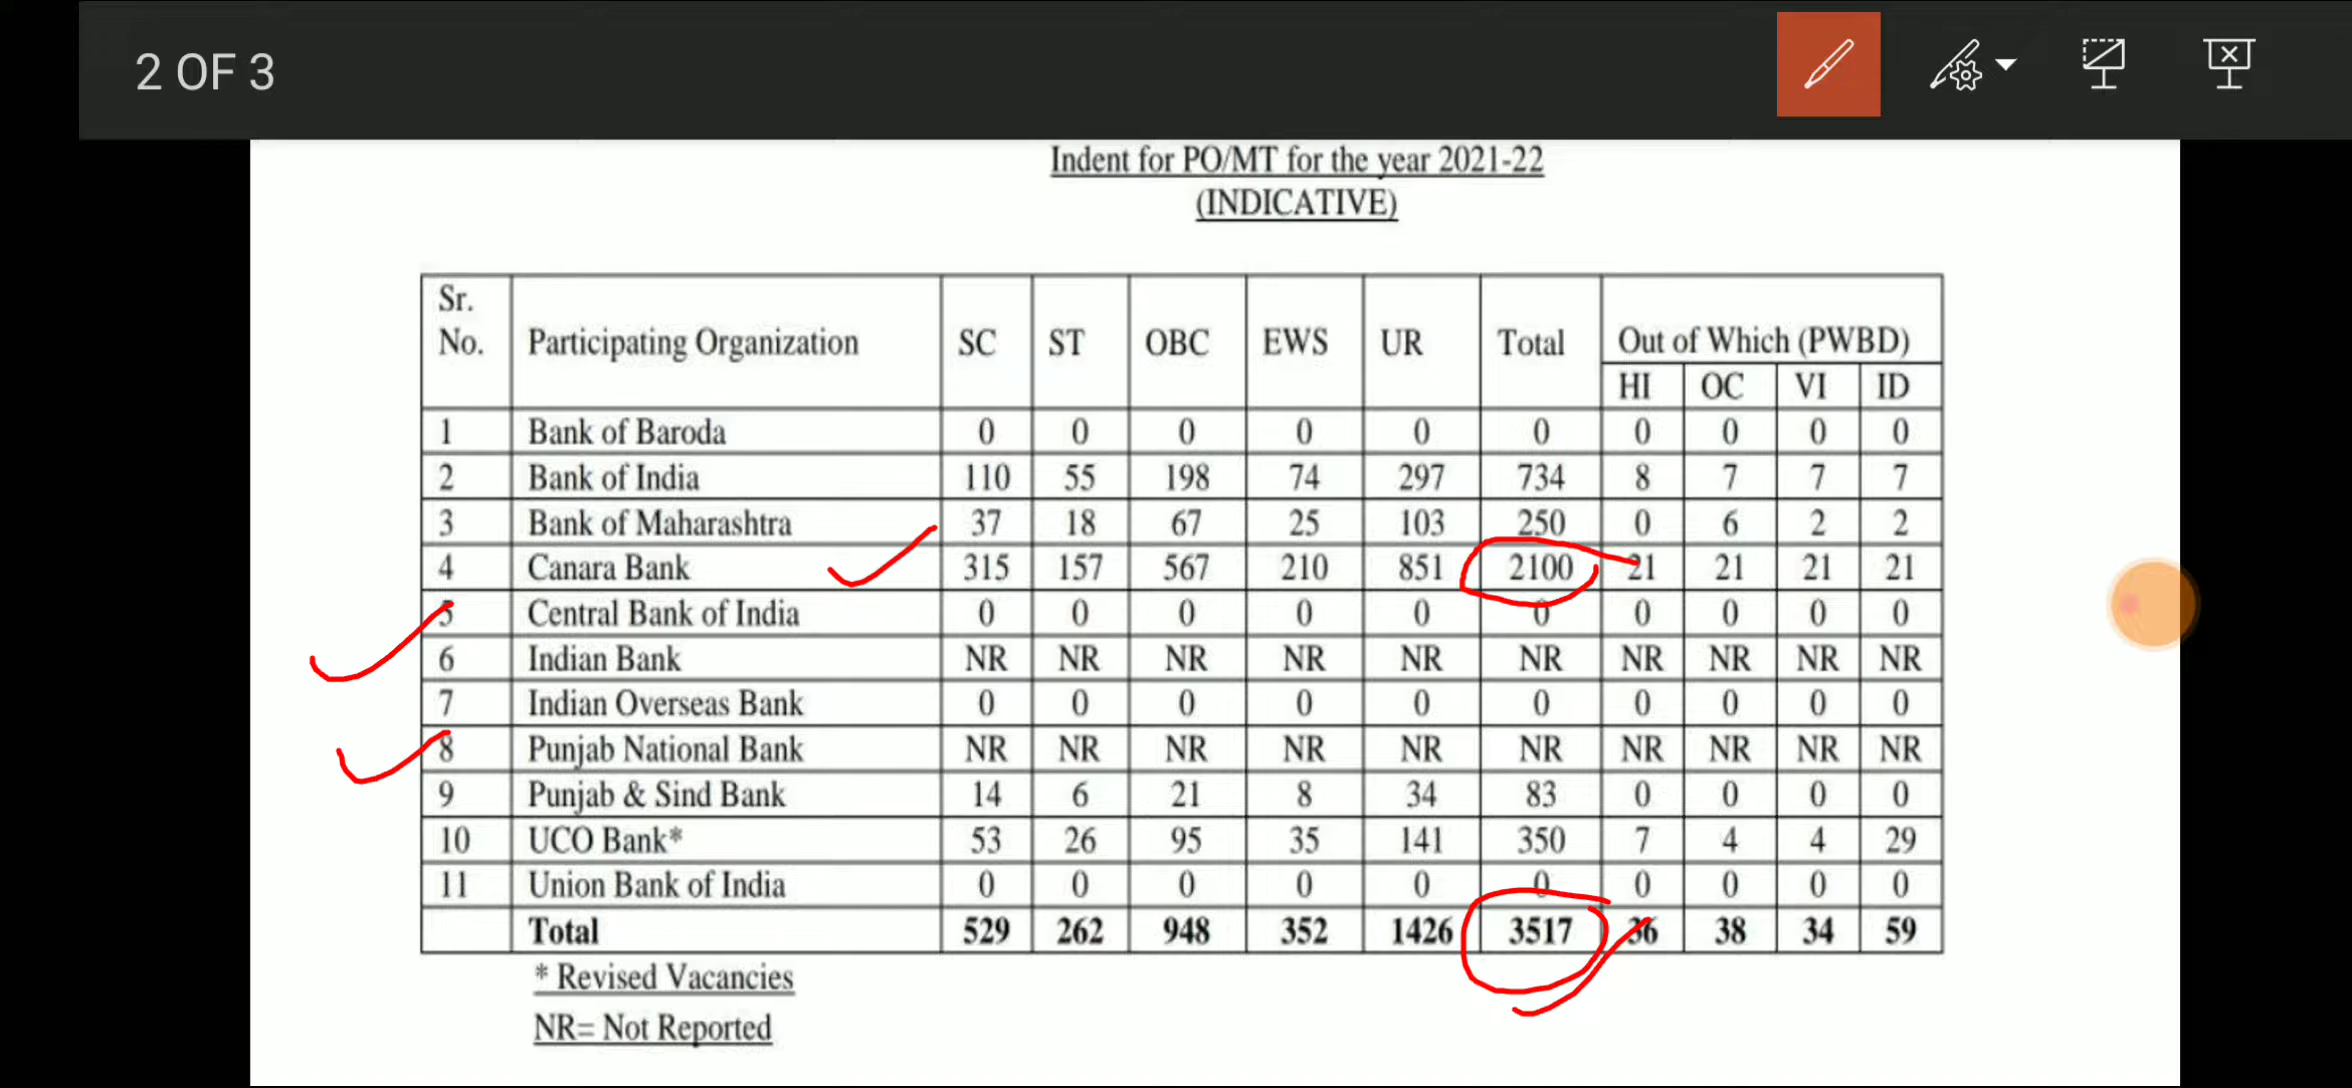 2 OF 3
Indent for PO/MT for the year 2021-22
(INDICATIVE)
Sr. No. Participating Organization SC ST OBC EWS UR Total Out of Which (PWBD)
HI OC VI ID
1 Bank of Baroda 0 0 0 0 0 0 0 0 0 0
2 Bank of India 110 55 198 74 297 734 8 7 7 7
3 Bank of Maharashtra 37 18 67 25 103 250 0 6 2 2
4 Canara Bank 315 157 567 210 851 2100 21 21 21 21
5 Central Bank of India 0 0 0 0 0 0 0 0 0 0
6 Indian Bank NR NR NR NR NR NR NR NR NR NR
7 Indian Overseas Bank 0 0 0 0 0 0 0 0 0 0
8 Punjab National Bank NR NR NR NR NR NR NR NR NR NR
9 Punjab & Sind Bank 14 6 21 8 34 83 0 0 0 0
10 UCO Bank* 53 26 95 35 141 350 7 4 4 29
11 Union Bank of India 0 0 0 0 0 0 0 0 0 0
Total 529 262 948 352 1426 3517 36 38 34 59
* Revised Vacancies
NR= Not Reported